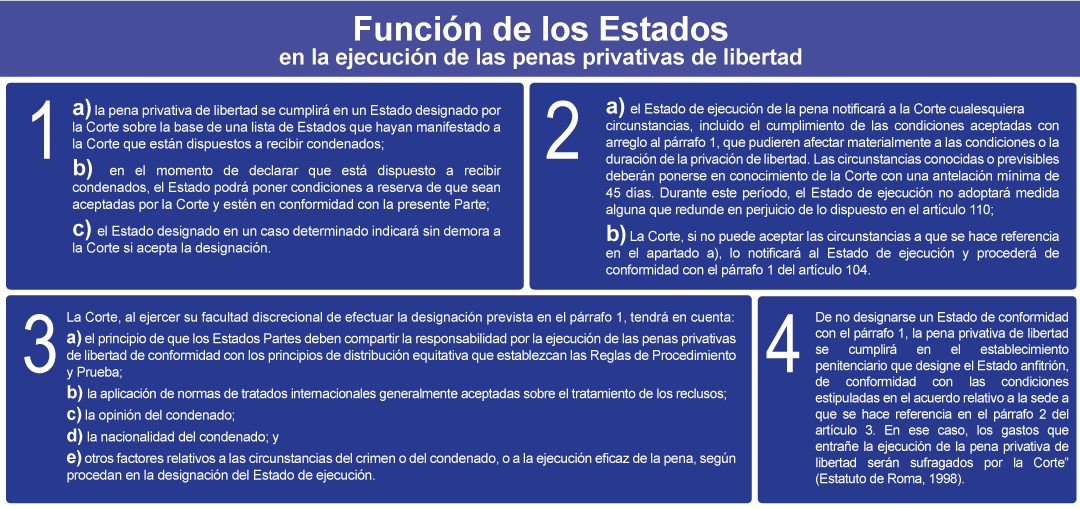 Función de los Estados
en la ejecución de las penas privativas de libertad
1
a) la pena privativa de libertad se cumplirá en un Estado designado por
la Corte sobre la base de una lista de Estados que hayan manifestado a
la Corte que están dispuestos a recibir condenados;
b) en el momento de declarar que está dispuesto a recibir
condenados, el Estado podrá poner condiciones a reserva de que sean
aceptadas por la Corte y estén en conformidad con la presente Parte;
c) el Estado designado en un caso determinado indicará sin demora a
la Corte si acepta la designación.
2
a) el Estado de ejecución de la pena notificará a la Corte cualesquiera
circunstancias, incluido el cumplimiento de las condiciones aceptadas con
arreglo al párrafo 1, que pudieren afectar materialmente a las condiciones o la
duración de la privación de libertad. Las circunstancias conocidas o previsibles
deberán ponerse en conocimiento de la Corte con una antelación mínima de
45 días. Durante este período, el Estado de ejecución no adoptará medida
alguna que redunde en perjuicio de lo dispuesto en el artículo 110;
b) La Corte, si no puede aceptar las circunstancias a que se hace referencia
en el apartado a), lo notificará al Estado de ejecución y procederá de
conformidad con el párrafo 1 del artículo 104.
3
La Corte, al ejercer su facultad discrecional de efectuar la designación prevista en el párrafo 1, tendrá en cuenta:
a) el principio de que los Estados Partes deben compartir la responsabilidad por la ejecución de las penas privativas
de libertad de conformidad con los principios de distribución equitativa que establezcan las Reglas de Procedimiento
y Prueba;
b) la aplicación de normas de tratados internacionales generalmente aceptadas sobre el tratamiento de los reclusos;
c) la opinión del condenado;
d) la nacionalidad del condenado; y
e) otros factores relativos a las circunstancias del crimen o del condenado, o a la ejecución eficaz de la pena, según
procedan en la designación del Estado de ejecución.
4
De no designarse un Estado de conformidad
con el párrafo 1, la pena privativa de libertad
se cumplirá en el establecimiento
penitenciario que designe el Estado anfitrión,
de conformidad con las condiciones
estipuladas en el acuerdo relativo a la sede a
que se hace referencia en el párrafo 2 del
artículo 3. En ese caso, los gastos que
entrañe la ejecución de la pena privativa de
libertad serán sufragados por la Corte”
(Estatuto de Roma, 1998).